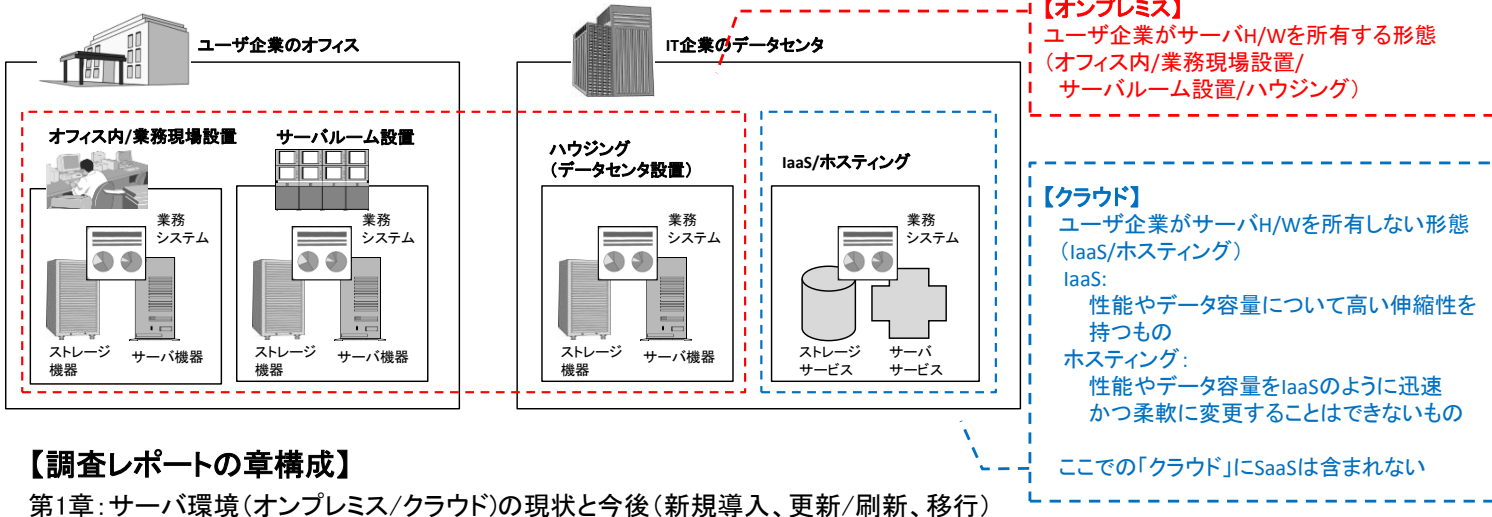 ユーザ企業のオフィス
IT企業のデータセンタ
オフィス内/業務現場設置
サーバルーム設置
ハウジング
（データセンタ設置）
IaaS/ホスティング
業務
システム
ストレージ
機器
サーバ機器
業務
システム
ストレージ
機器
サーバ機器
業務
システム
ストレージ
機器
サーバ機器
業務
システム
ストレージ
サービス
サーバ
サービス
【オンプレミス】
ユーザ企業がサーバH/Wを所有する形態
（オフィス内/業務現場設置/
サーバルーム設置/ハウジング）
【クラウド】
ユーザ企業がサーバH/Wを所有しない形態
（IaaS/ホスティング）
IaaS:
性能やデータ容量について高い伸縮性を
持つもの
ホスティング：
性能やデータ容量をIaaSのように迅速
かつ柔軟に変更することはできないもの
ここでの「クラウド」にSaaSは含まれない
【調査レポートの章構成】
第1章：サーバ環境（オンプレミス/クラウド）の現状と今後（新規導入、更新/刷新、移行）